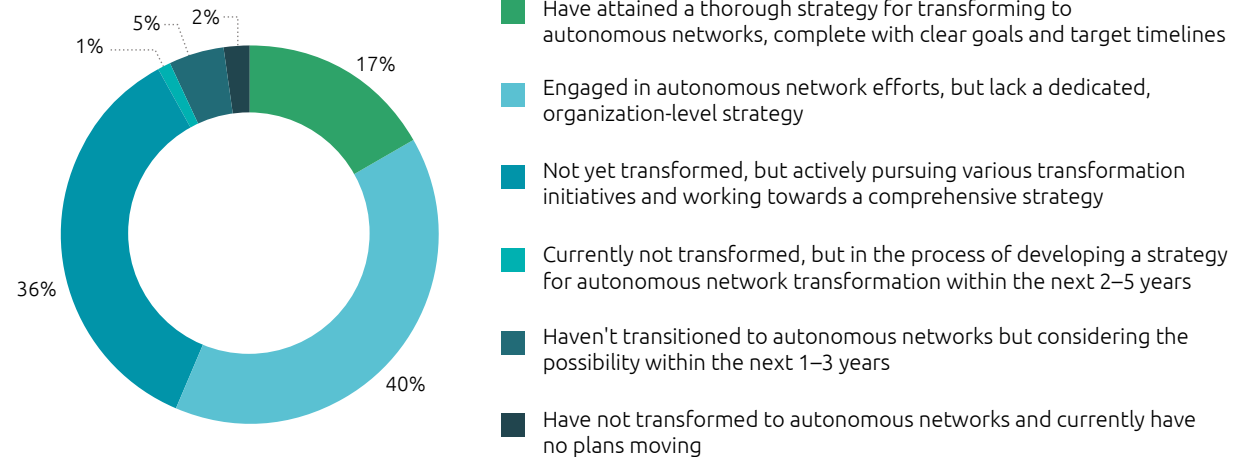 5%
2%
1%
17%
36%
40%
Have attained a thorough strategy for transforming to
autonomous networks, complete with clear goals and target timelines
Engaged in autonomous network efforts, but lack a dedicated,
organization-level strategy
Not yet transformed, but actively pursuing various transformation
initiatives and working towards a comprehensive strategy
Currently not transformed, but in the process of developing a strategy
for autonomous network transformation within the next 2–5 years
Haven't transitioned to autonomous networks but considering the
possibility within the next 1–3 years
Have not transformed to autonomous networks and currently have
no plans moving